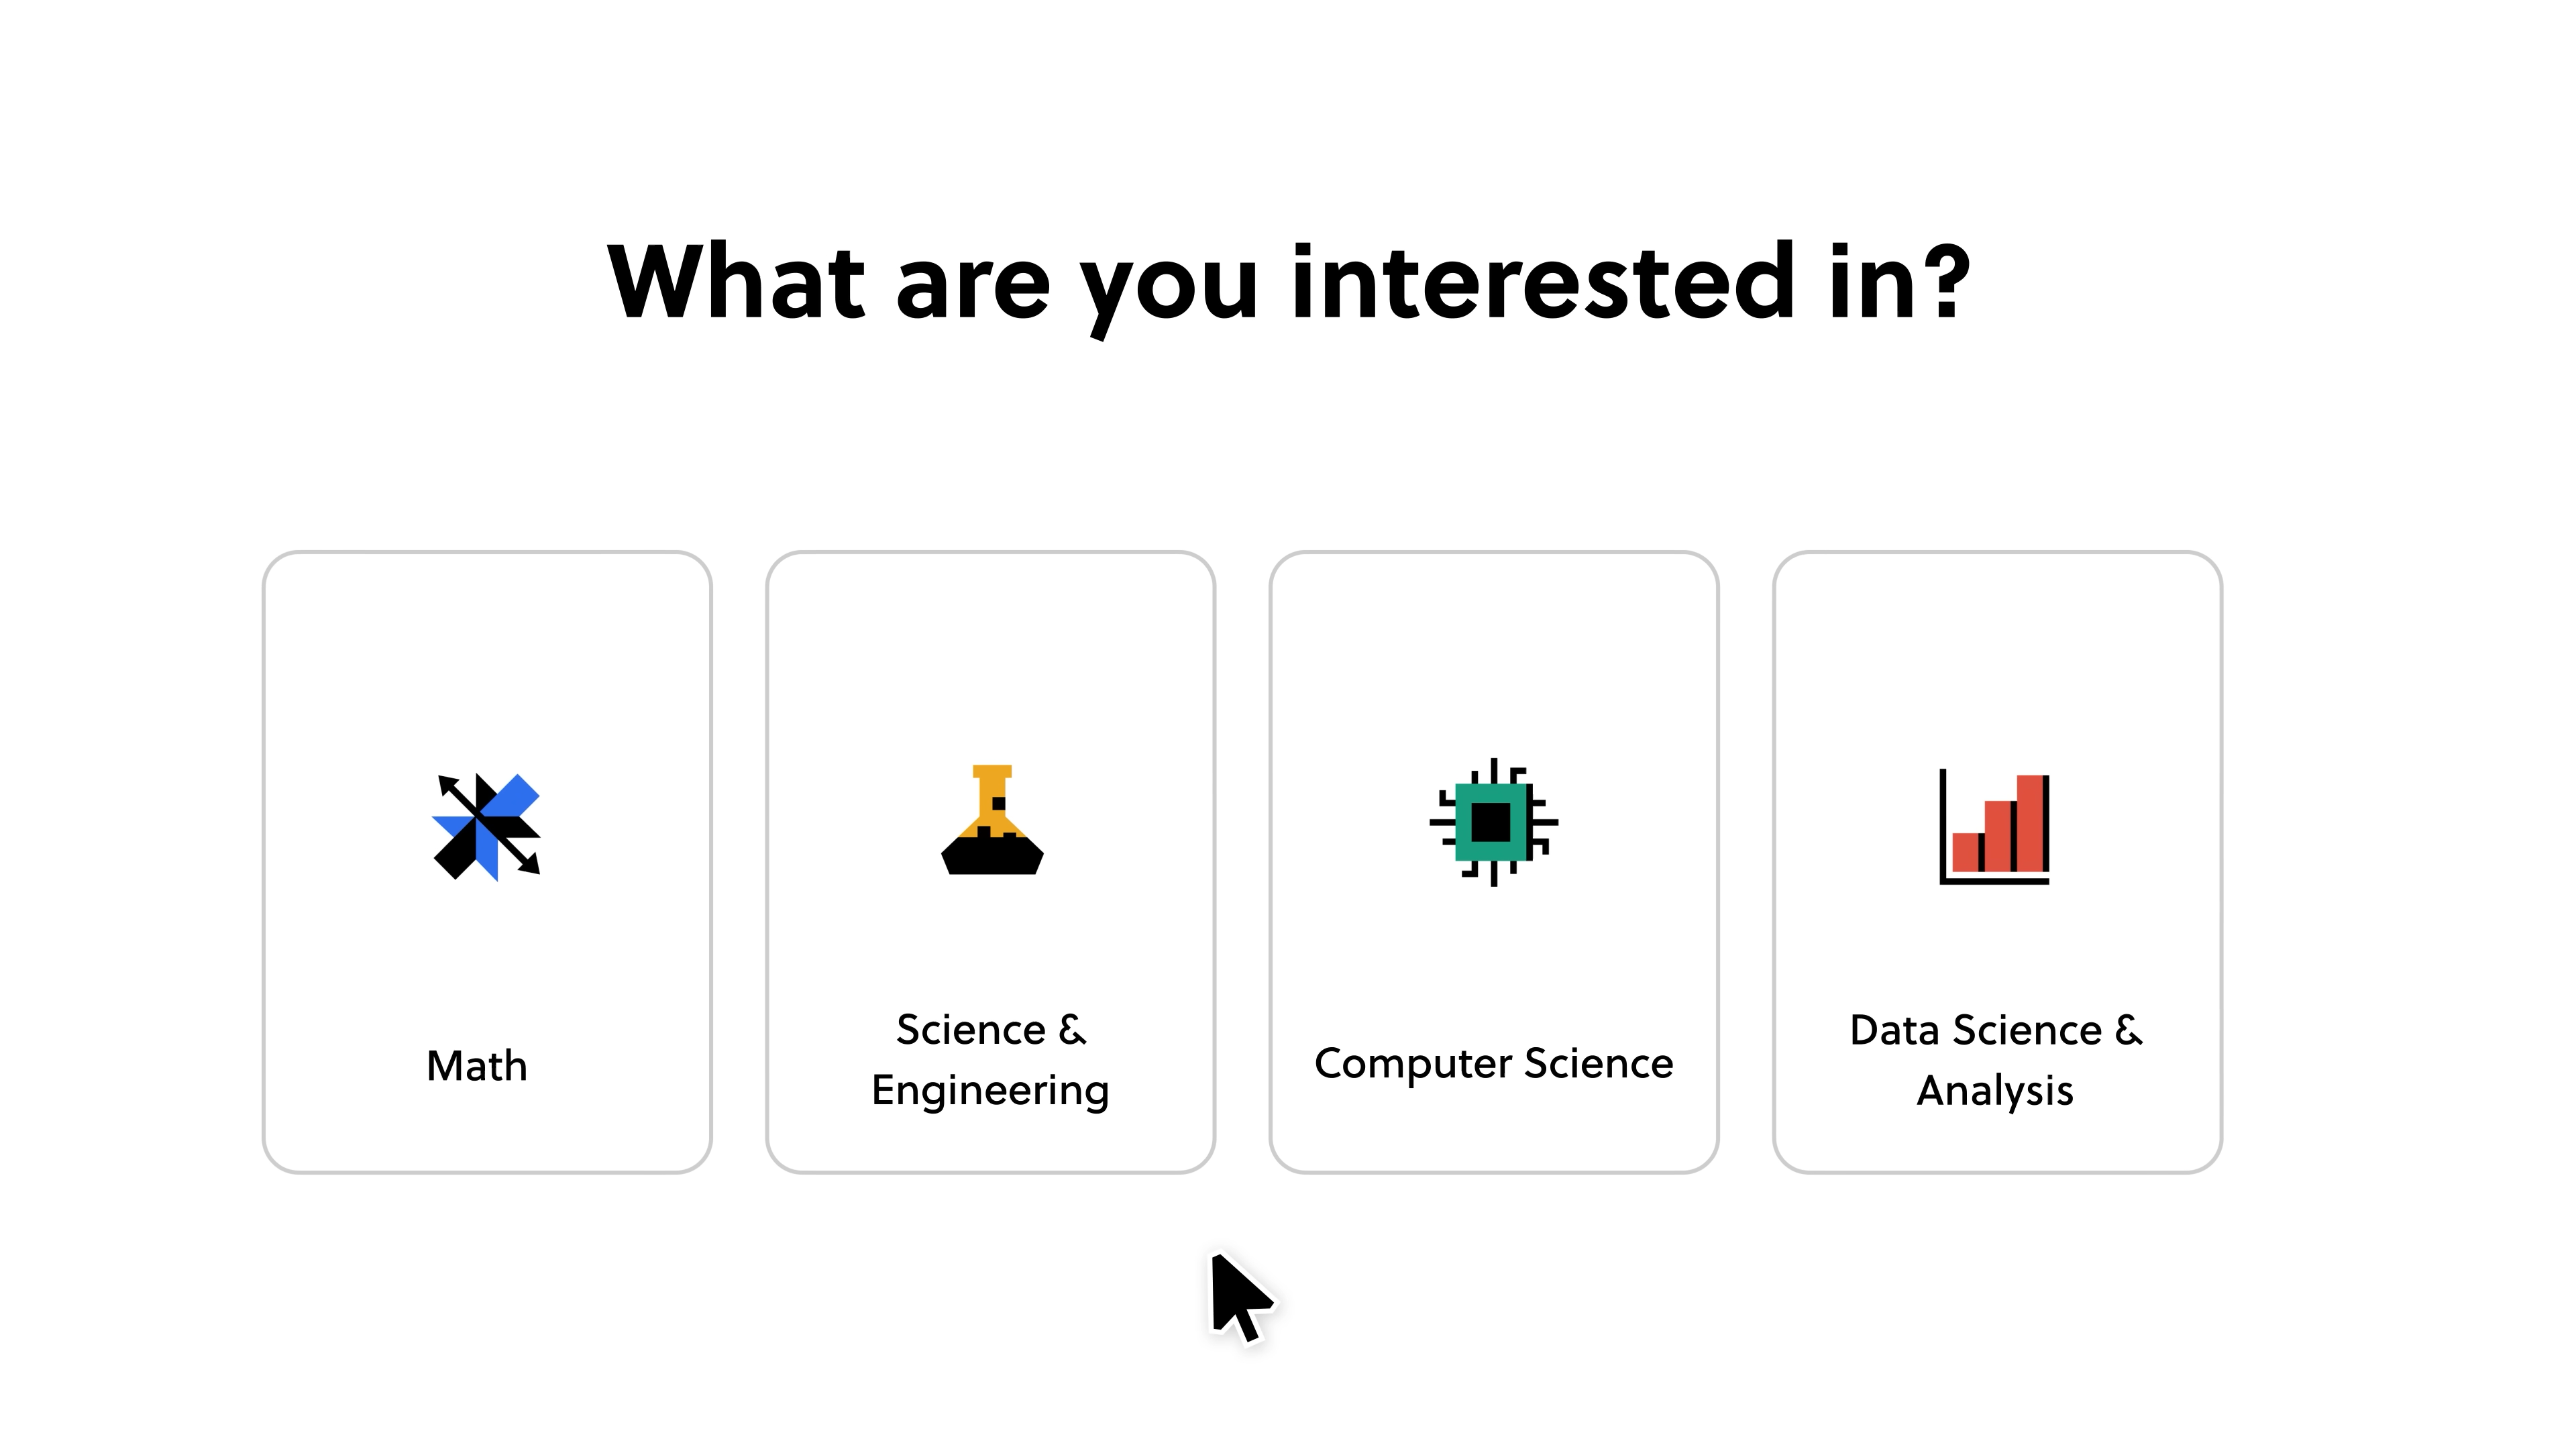 What are you interested in?
Math
Science &
Engineering
Computer Science
Data Science &
Analysis